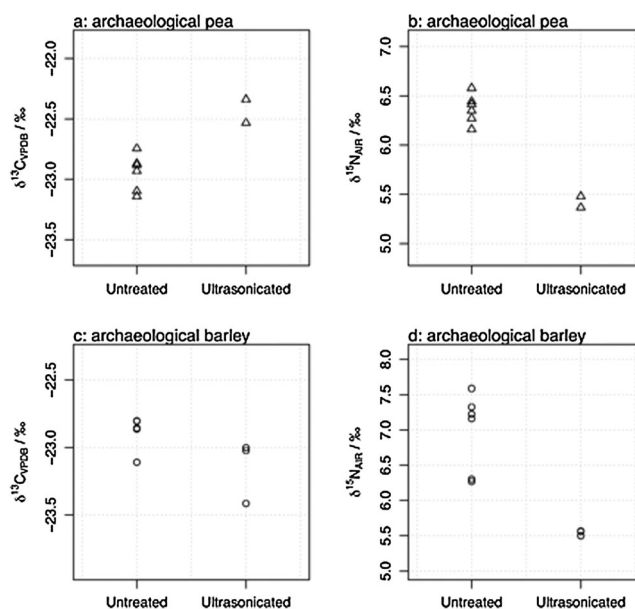 a: archaeological pea
δ13CVPDB / ‰
-22.0
-22.5
-23.0
-23.5
Untreated Ultrasonicated
b: archaeological pea
δ15NAIR / ‰
7.0
6.5
6.0
5.5
5.0
Untreated Ultrasonicated
c: archaeological barley
δ13CVPDB / ‰
-22.5
-23.0
-23.5
Untreated Ultrasonicated
d: archaeological barley
δ15NAIR / ‰
8.0
7.5
7.0
6.5
6.0
5.5
5.0
Untreated Ultrasonicated